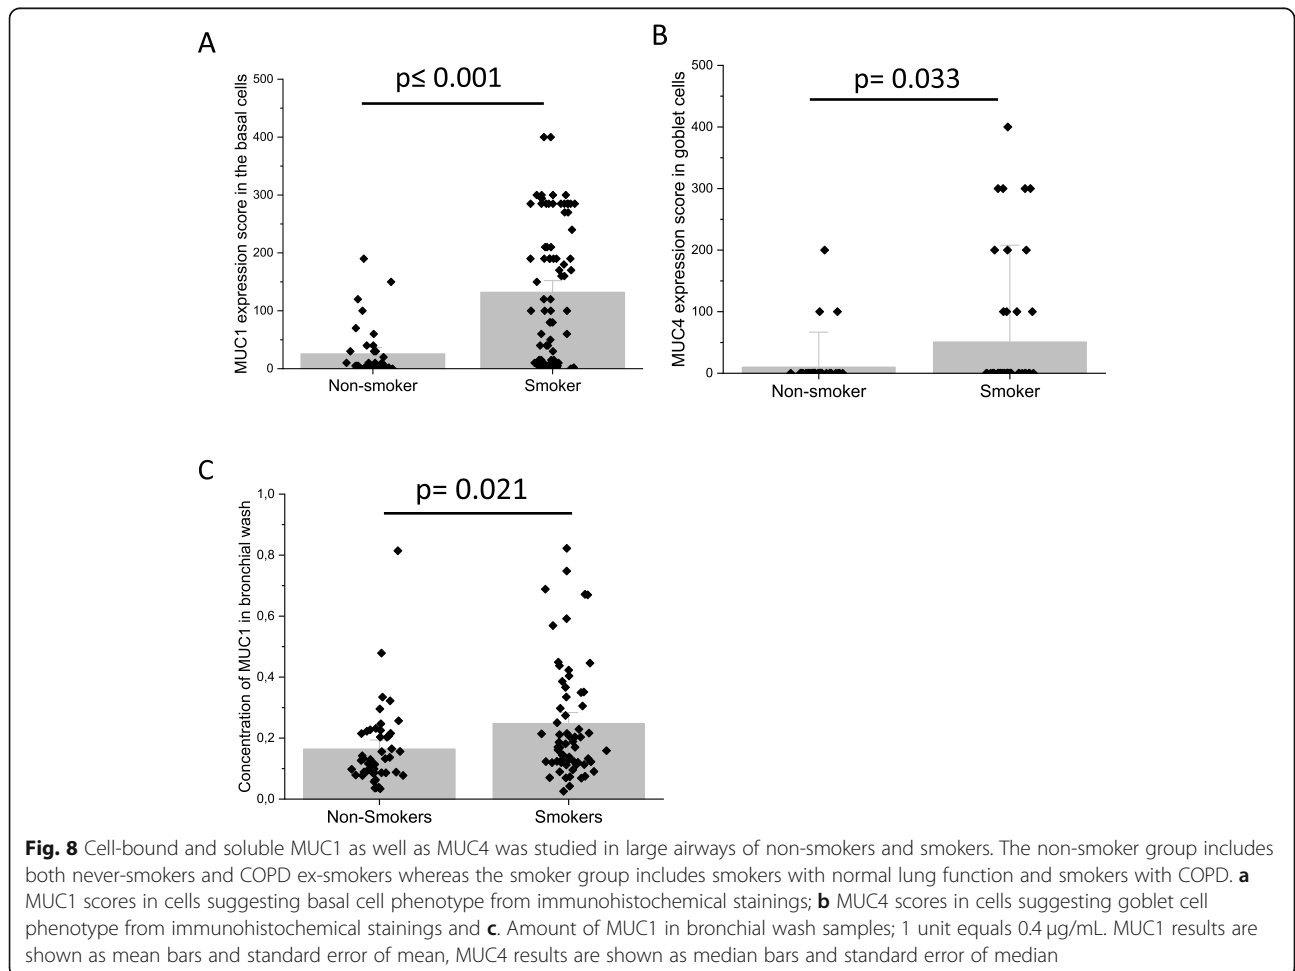 A
MUC1 expression score in the basal cells
500
400
300
200
100
0
p≤ 0.001
Non-smoker
Smoker
B
MUC4 expression score in goblet cells
500
400
300
200
100
0
p= 0.033
Non-smoker
Smoker
C
Concentration of MUC1 in bronchial wash
1,0
0,8
0,6
0,4
0,2
0,0
p= 0.021
Non-Smokers
Smokers
Fig. 8 Cell-bound and soluble MUC1 as well as MUC4 was studied in large airways of non-smokers and smokers. The non-smoker group includes
both never-smokers and COPD ex-smokers whereas the smoker group includes smokers with normal lung function and smokers with COPD. a
MUC1 scores in cells suggesting basal cell phenotype from immunohistochemical stainings; b MUC4 scores in cells suggesting goblet cell
phenotype from immunohistochemical stainings and c. Amount of MUC1 in bronchial wash samples; 1 unit equals 0.4 μg/mL. MUC1 results are
shown as mean bars and standard error of mean, MUC4 results are shown as median bars and standard error of median